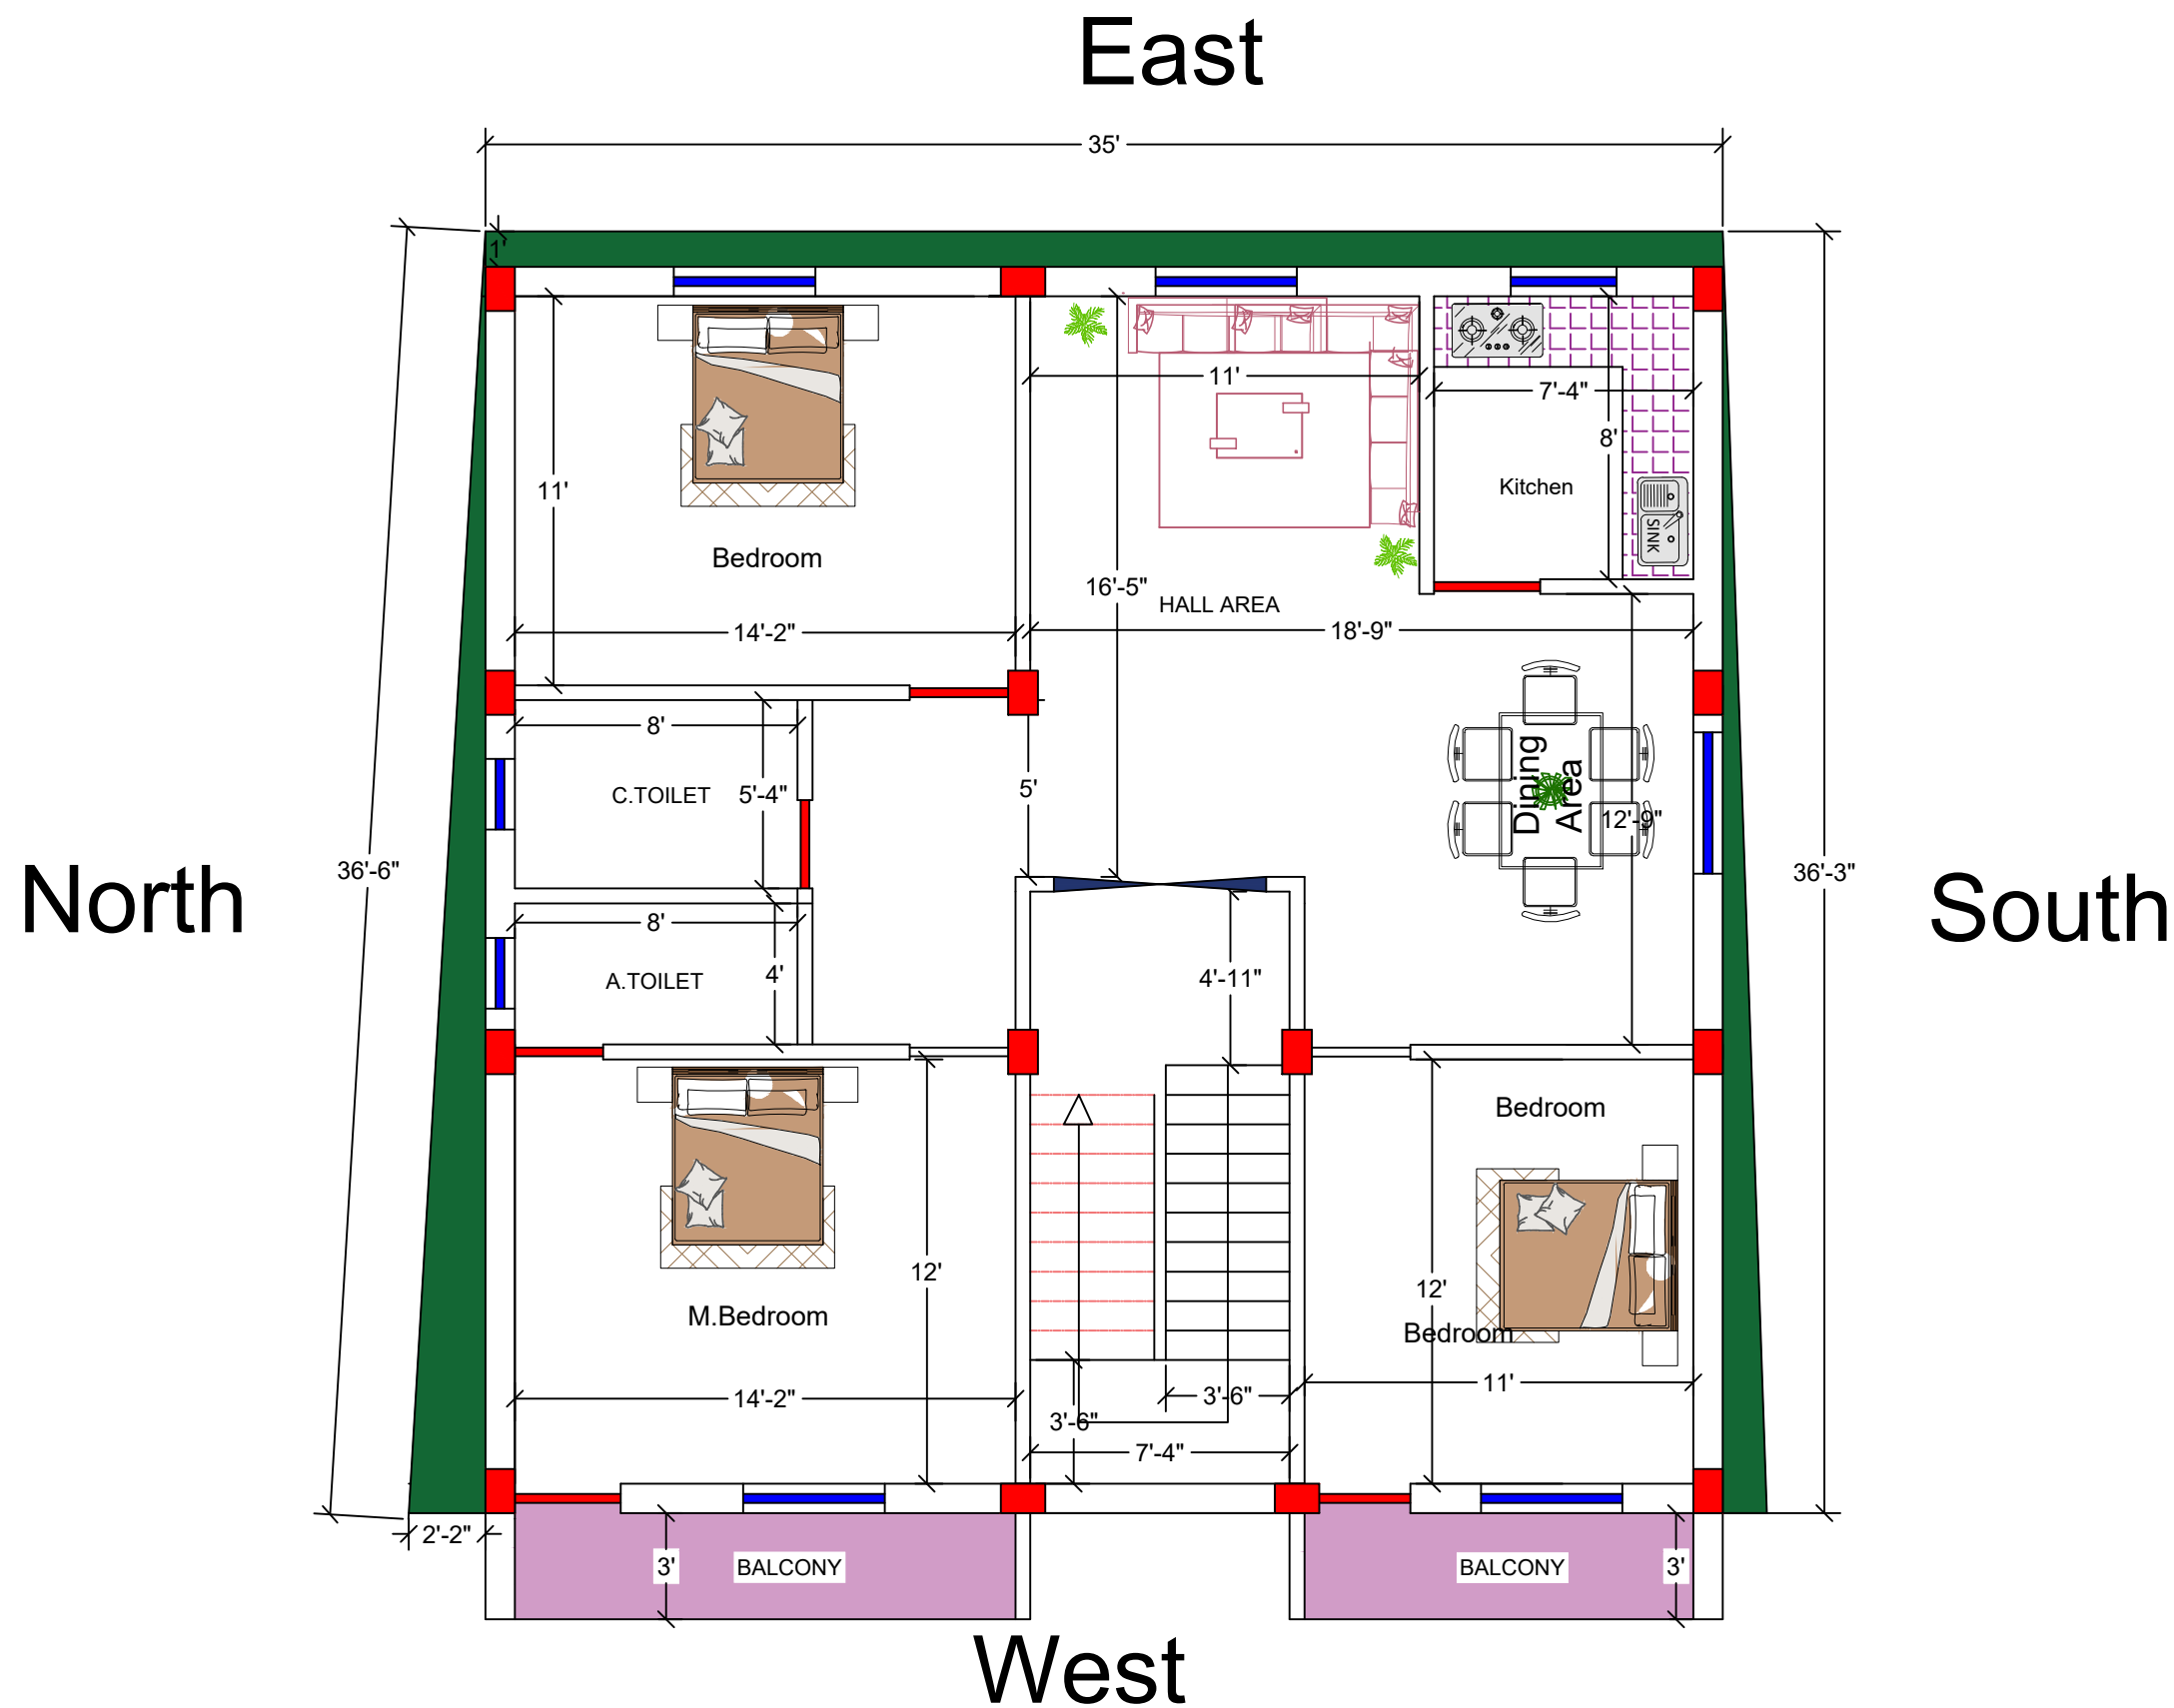 East
35'
1'
11'
7'-4"
8'
Kitchen
SINK
11'
Bedroom
16'-5"
HALL AREA
14'-2"
18'-9"
8'
C.TOILET
5'-4"
5'
Dining
Area
12'-9"
36'-6"
36'-3"
North
South
8'
A.TOILET
4'
4'-11"
Bedroom
12'
12'
M.Bedroom
Bedroom
14'-2"
3'-6"
3'-6"
11'
7'-4"
2'-2"
3'
BALCONY
BALCONY
3'
West